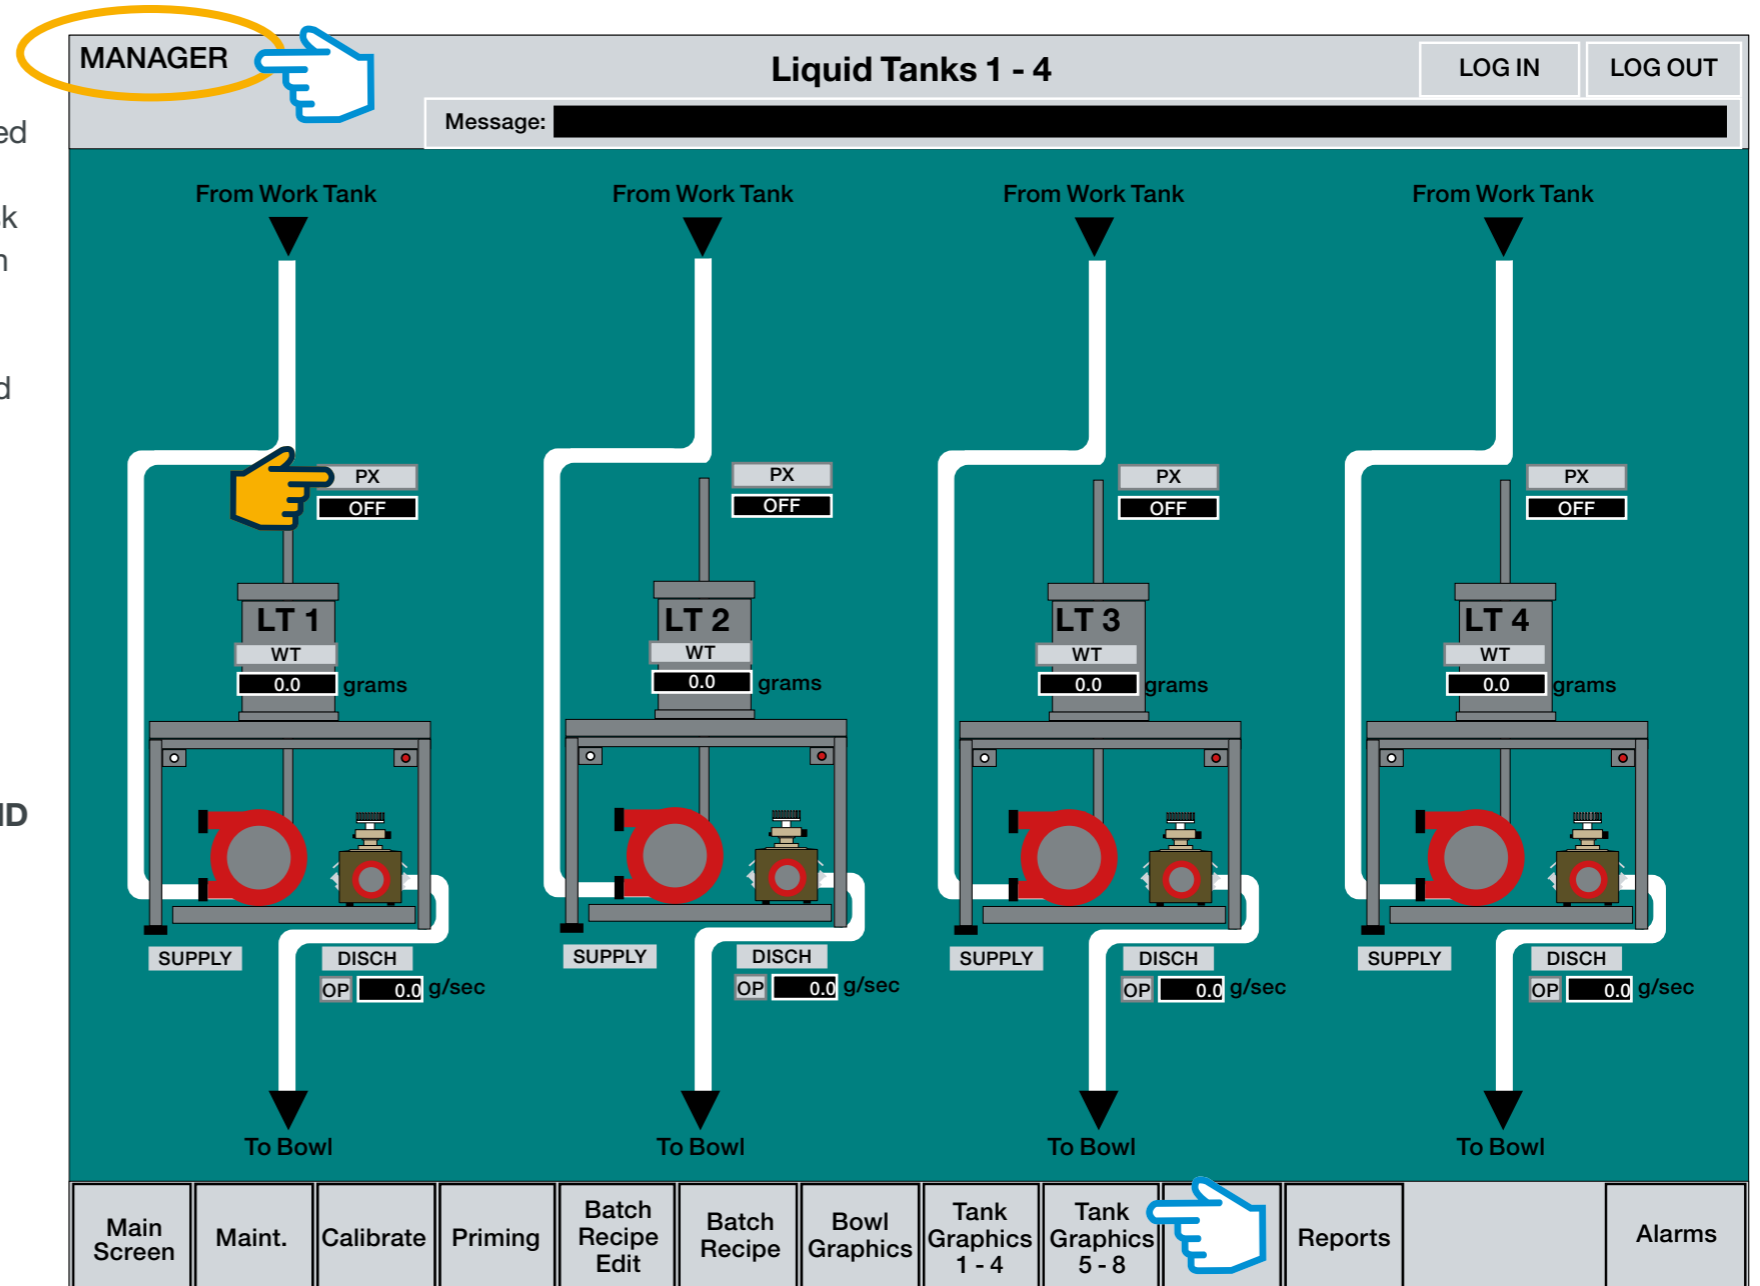 MANAGER
Liquid Tanks 1 - 4
LOG IN
LOG OUT
Message:
ed
sk
n
d
ID
From Work Tank
From Work Tank
From Work Tank
From Work Tank
PX
OFF
PX
OFF
PX
OFF
PX
OFF
LT 1
WT
0.0 grams
LT 2
WT
0.0 grams
LT 3
WT
0.0 grams
LT 4
WT
0.0 grams
SUPPLY
DISCH
OP 0.0 g/sec
SUPPLY
DISCH
OP 0.0 g/sec
SUPPLY
DISCH
OP 0.0 g/sec
SUPPLY
DISCH
OP 0.0 g/sec
To Bowl
To Bowl
To Bowl
To Bowl
Main
Screen
Maint.
Calibrate
Priming
Batch
Recipe
Edit
Batch
Recipe
Bowl
Graphics
Tank
Graphics
1 - 4
Tank
Graphics
5 - 8
Reports
Alarms